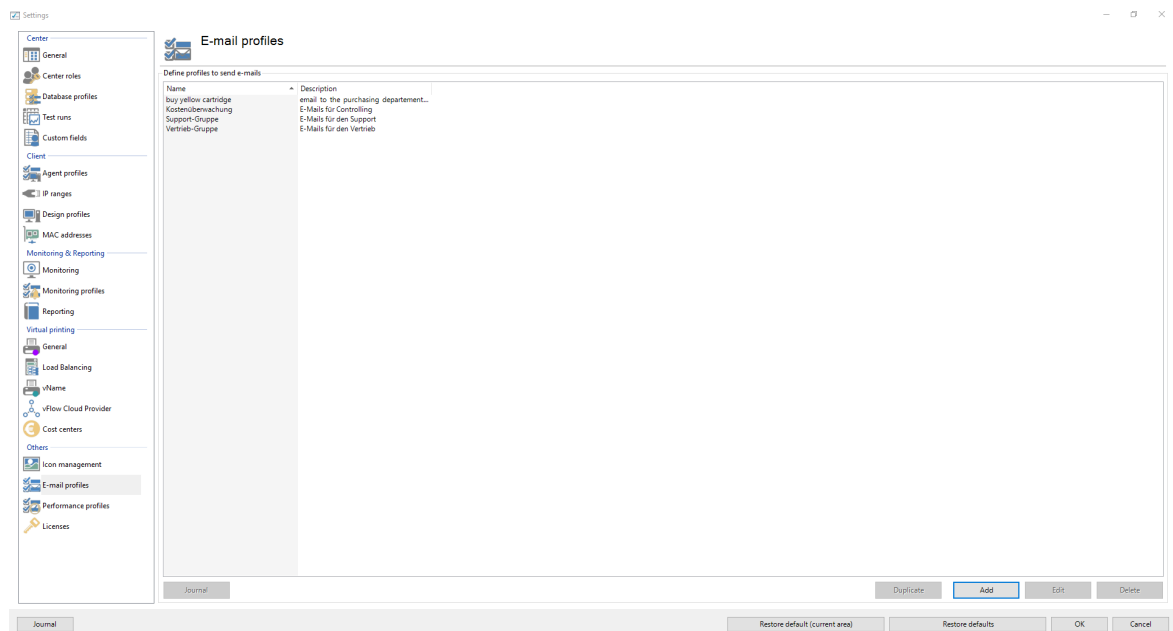 Settings
Center
General
Center roles
Database profiles
Test runs
Custom fields
Client
Agent profiles
IP ranges
Design profiles
MAC addresses
Monitoring & Reporting
Monitoring
Monitoring profiles
Reporting
Virtual printing
General
Load Balancing
vName
vFlow Cloud Provider
Cost centers
Others
Icon management
E-mail profiles
Performance profiles
Licenses
E-mail profiles
Define profiles to send e-mails
Name Description
buy yellow cartridge email to the purchasing departement...
Kostenüberwachung E-Mails für Controlling
Support-Gruppe E-Mails für den Support
Vertrieb-Gruppe E-Mails für den Vertrieb
Journal Duplicate Add Edit Delete
Journal Restore default (current area) Restore defaults OK Cancel